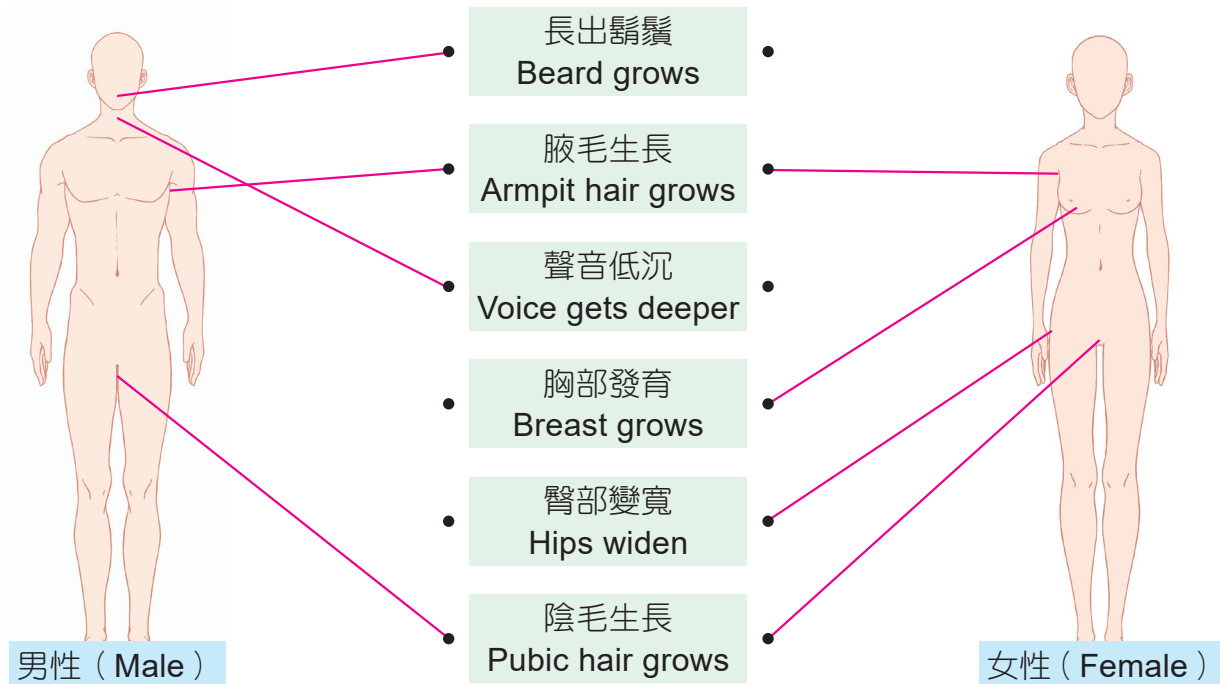 長出鬍鬚
Beard grows
腋毛生長
Armpit hair grows
聲音低沉
Voice gets deeper
胸部發育
Breast grows
臀部變寬
Hips widen
陰毛生長
Pubic hair grows
男性（Male）
女性（Female）